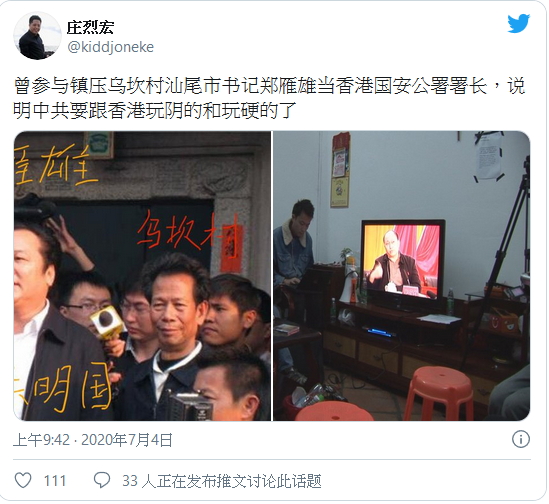 庄烈宏
@kiddjoneke
曾参与镇压乌坎村汕尾市书记郑雁雄当香港国安公署署长，说
明中共要跟香港玩阴的和玩硬的了
雁雄
乌坎村
明国
上午9:42 · 2020年7月4日
111
33 人正在发布推文讨论此话题